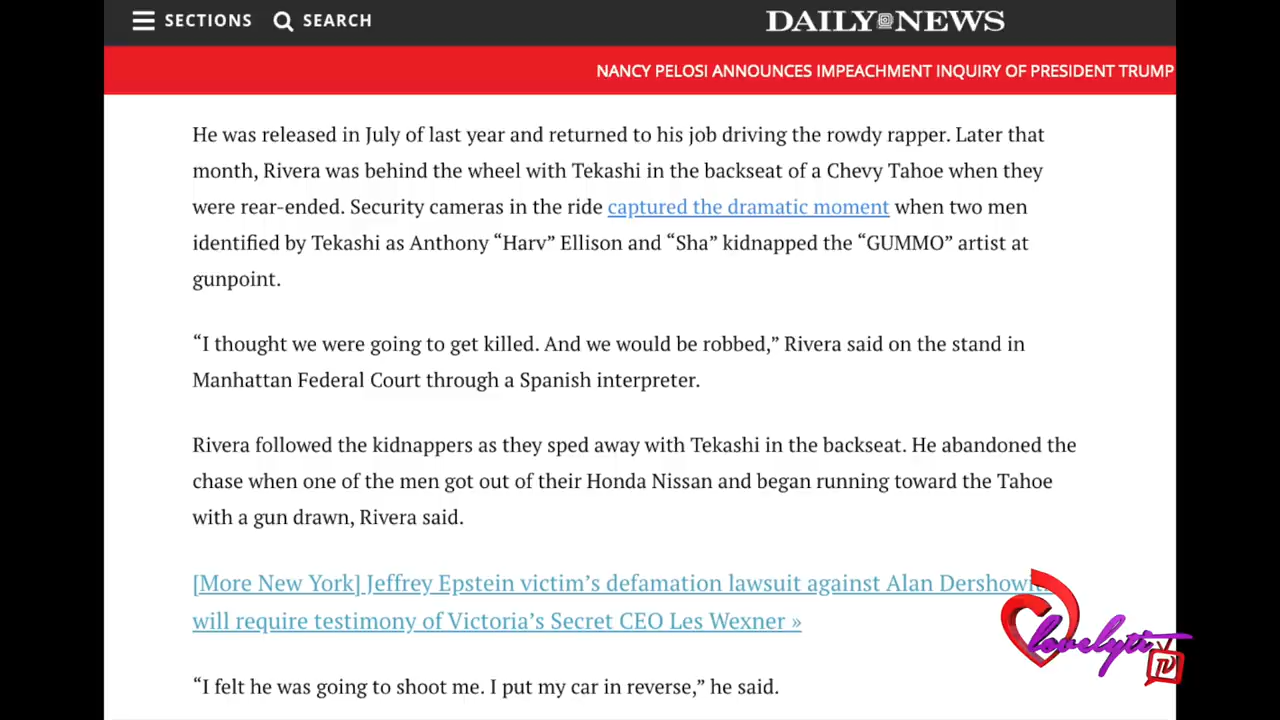 SECTIONS SEARCH DAILY NEWS
NANCY PELOSI ANNOUNCES IMPEACHMENT INQUIRY OF PRESIDENT TRUMP
He was released in July of last year and returned to his job driving the rowdy rapper. Later that
month, Rivera was behind the wheel with Tekashi in the backseat of a Chevy Tahoe when they
were rear-ended. Security cameras in the ride captured the dramatic moment when two men
identified by Tekashi as Anthony “Harv” Ellison and “Sha” kidnapped the “GUMMO” artist at
gunpoint.
“I thought we were going to get killed. And we would be robbed,” Rivera said on the stand in
Manhattan Federal Court through a Spanish interpreter.
Rivera followed the kidnappers as they sped away with Tekashi in the backseat. He abandoned the
chase when one of the men got out of their Honda Nissan and began running toward the Tahoe
with a gun drawn, Rivera said.
[More New York] Jeffrey Epstein victim’s defamation lawsuit against Alan
will require testimony of Victoria’s Secret CEO Les Wexner »
lovelyti TV
“I felt he was going to shoot me. I put my car in reverse,” he said.